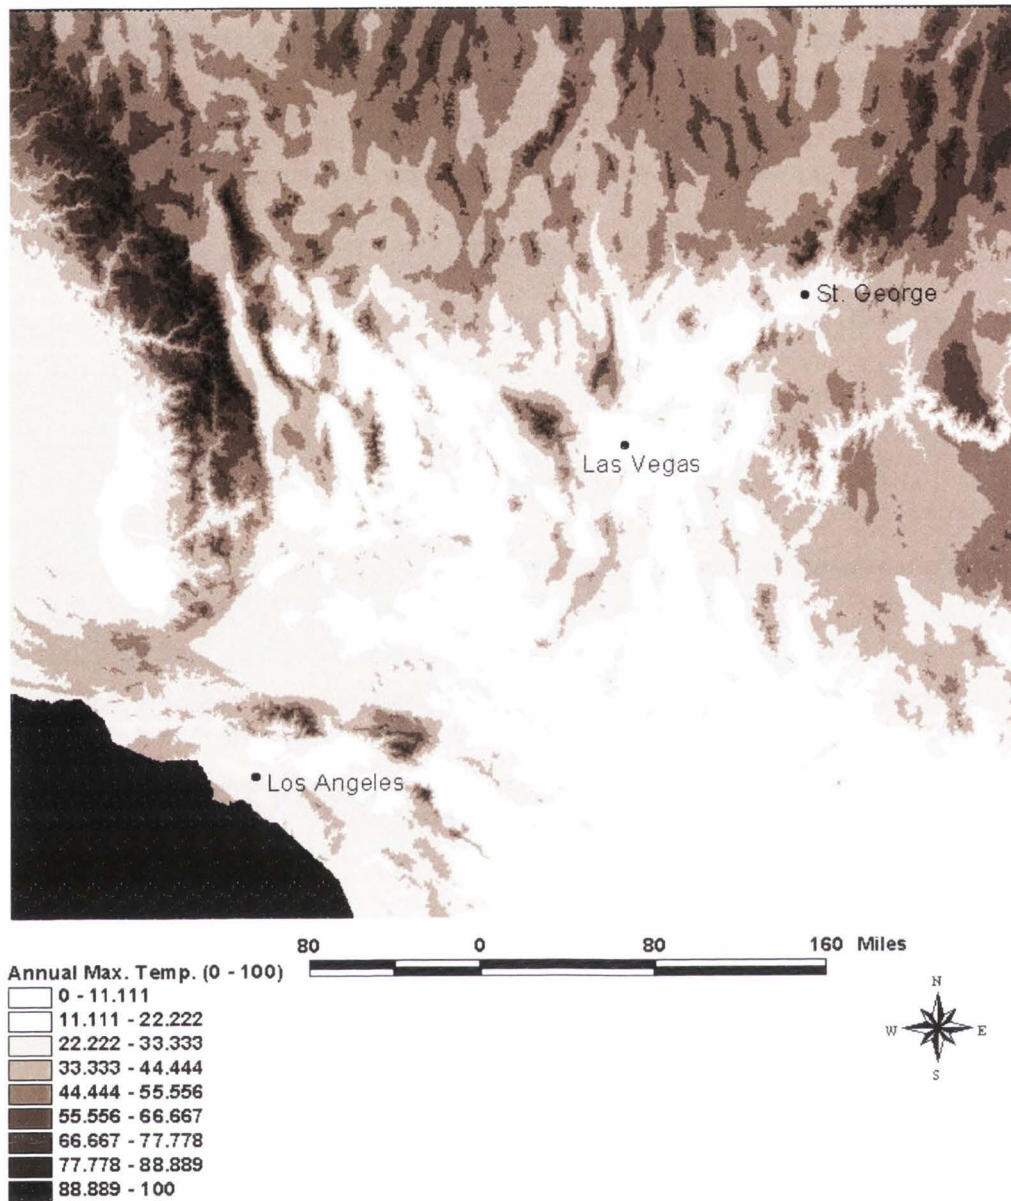 St. George
Las Vegas
Los Angeles
80 0 80 160 Miles
Annual Max. Temp. (0 - 100)
0 - 11.111
11.111 - 22.222
22.222 - 33.333
33.333 - 44.444
44.444 - 55.556
55.556 - 66.667
66.667 - 77.778
77.778 - 88.889
88.889 - 100
N
W E
S